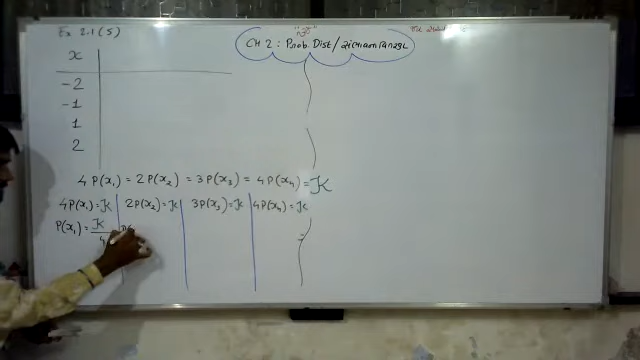 Ex 2.1(5)
CH 2: Prob. Dist/
x
-2
-1
1
2
4P(x₁) = 2P(x₂) = 3P(x₃) = 4P(x₄) = K
4P(x₁)=K 2P(x₂)=K 3P(x₃)=K 4P(x₄)=K
P(x₁)=K/4